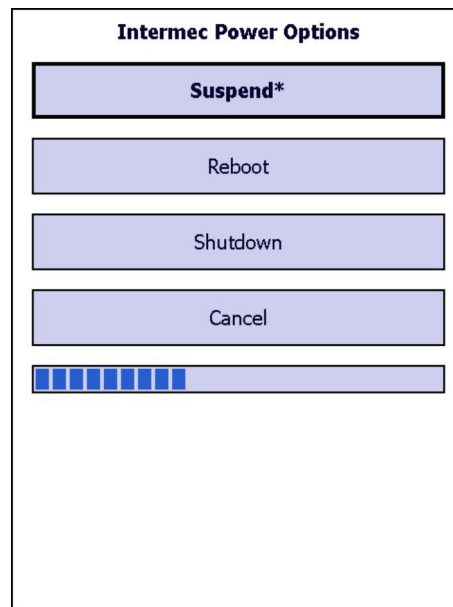 Intermec Power Options
Suspend*
Reboot
Shutdown
Cancel